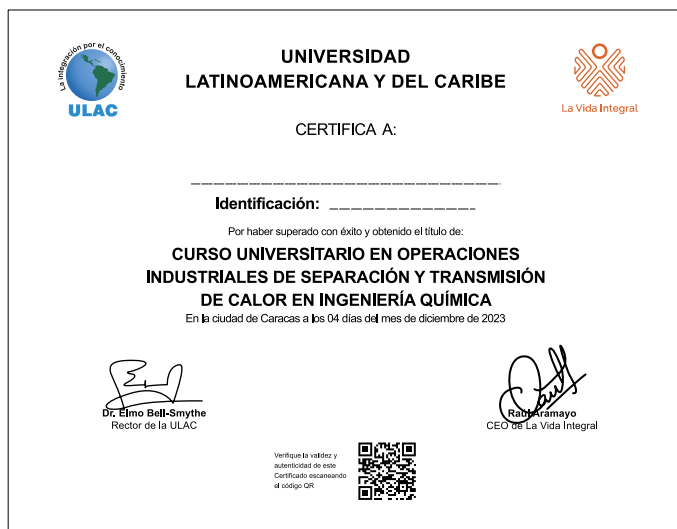 La integración por el conocimiento
ULAC
UNIVERSIDAD
LATINOAMERICANA Y DEL CARIBE
La Vida Integral
CERTIFICA A:
Identificación:
Por haber superado con éxito y obtenido el título de:
CURSO UNIVERSITARIO EN OPERACIONES
INDUSTRIALES DE SEPARACIÓN Y TRANSMISIÓN
DE CALOR EN INGENIERÍA QUÍMICA
En la ciudad de Caracas a los 04 días del mes de diciembre de 2023
Dr. Elmo Bell-Smythe
Rector de la ULAC
Raúl Aramayo
CEO de La Vida Integral
Verifique la validez y
autenticidad de este
Certificado escaneando
el código QR